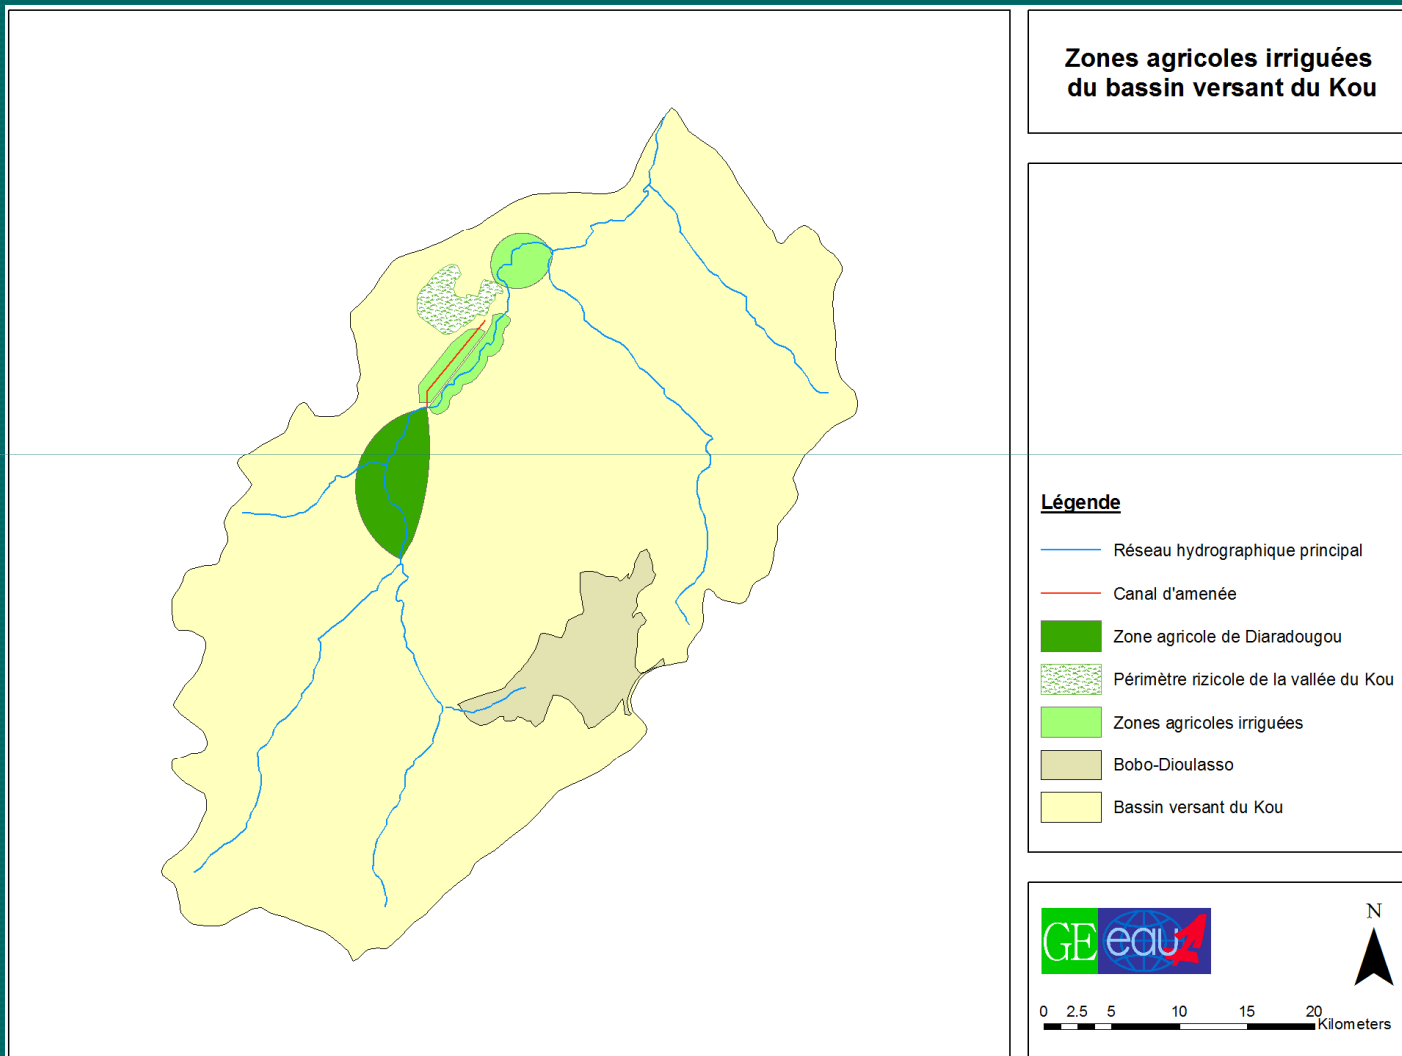 Zones agricoles irriguées
du bassin versant du Kou
Légende
Réseau hydrographique principal
Canal d'amenée
Zone agricole de Diaradougou
Périmètre rizicole de la vallée du Kou
Zones agricoles irriguées
Bobo-Dioulasso
Bassin versant du Kou
GE eau
N
0 2.5 5 10 15 20
Kilometers